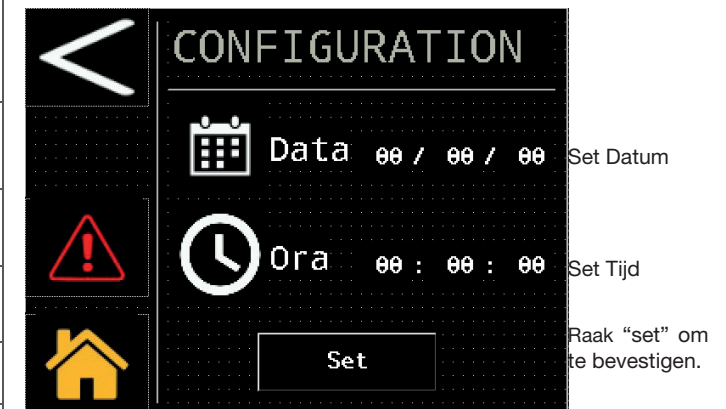 CONFIGURATION
Data 00 / 00 / 00 Set Datum
Ora 00 : 00 : 00 Set Tijd
Set
Raak “set” om
te bevestigen.